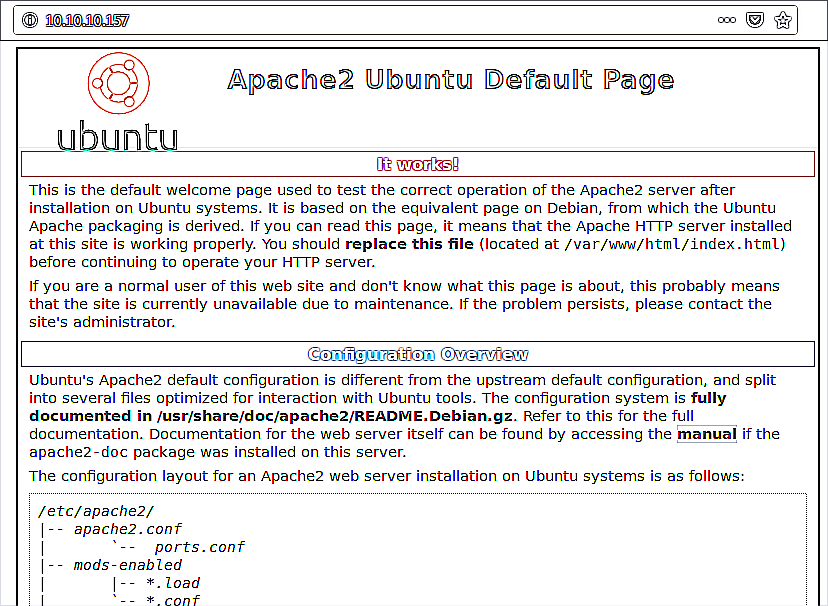 10.10.10.157
Apache2 Ubuntu Default Page
ubuntu
It works!
This is the default welcome page used to test the correct operation of the Apache2 server after
installation on Ubuntu systems. It is based on the equivalent page on Debian, from which the Ubuntu
Apache packaging is derived. If you can read this page, it means that the Apache HTTP server installed
at this site is working properly. You should replace this file (located at /var/www/html/index.html)
before continuing to operate your HTTP server.
If you are a normal user of this web site and don't know what this page is about, this probably means
that the site is currently unavailable due to maintenance. If the problem persists, please contact the
site's administrator.
Configuration Overview
Ubuntu's Apache2 default configuration is different from the upstream default configuration, and split
into several files optimized for interaction with Ubuntu tools. The configuration system is fully
documented in /usr/share/doc/apache2/README.Debian.gz. Refer to this for the full
documentation. Documentation for the web server itself can be found by accessing the manual if the
apache2-doc package was installed on this server.
The configuration layout for an Apache2 web server installation on Ubuntu systems is as follows:
/etc/apache2/
|-- apache2.conf
|       `--  ports.conf
|-- mods-enabled
|       |-- *.load
|       `-- *.conf